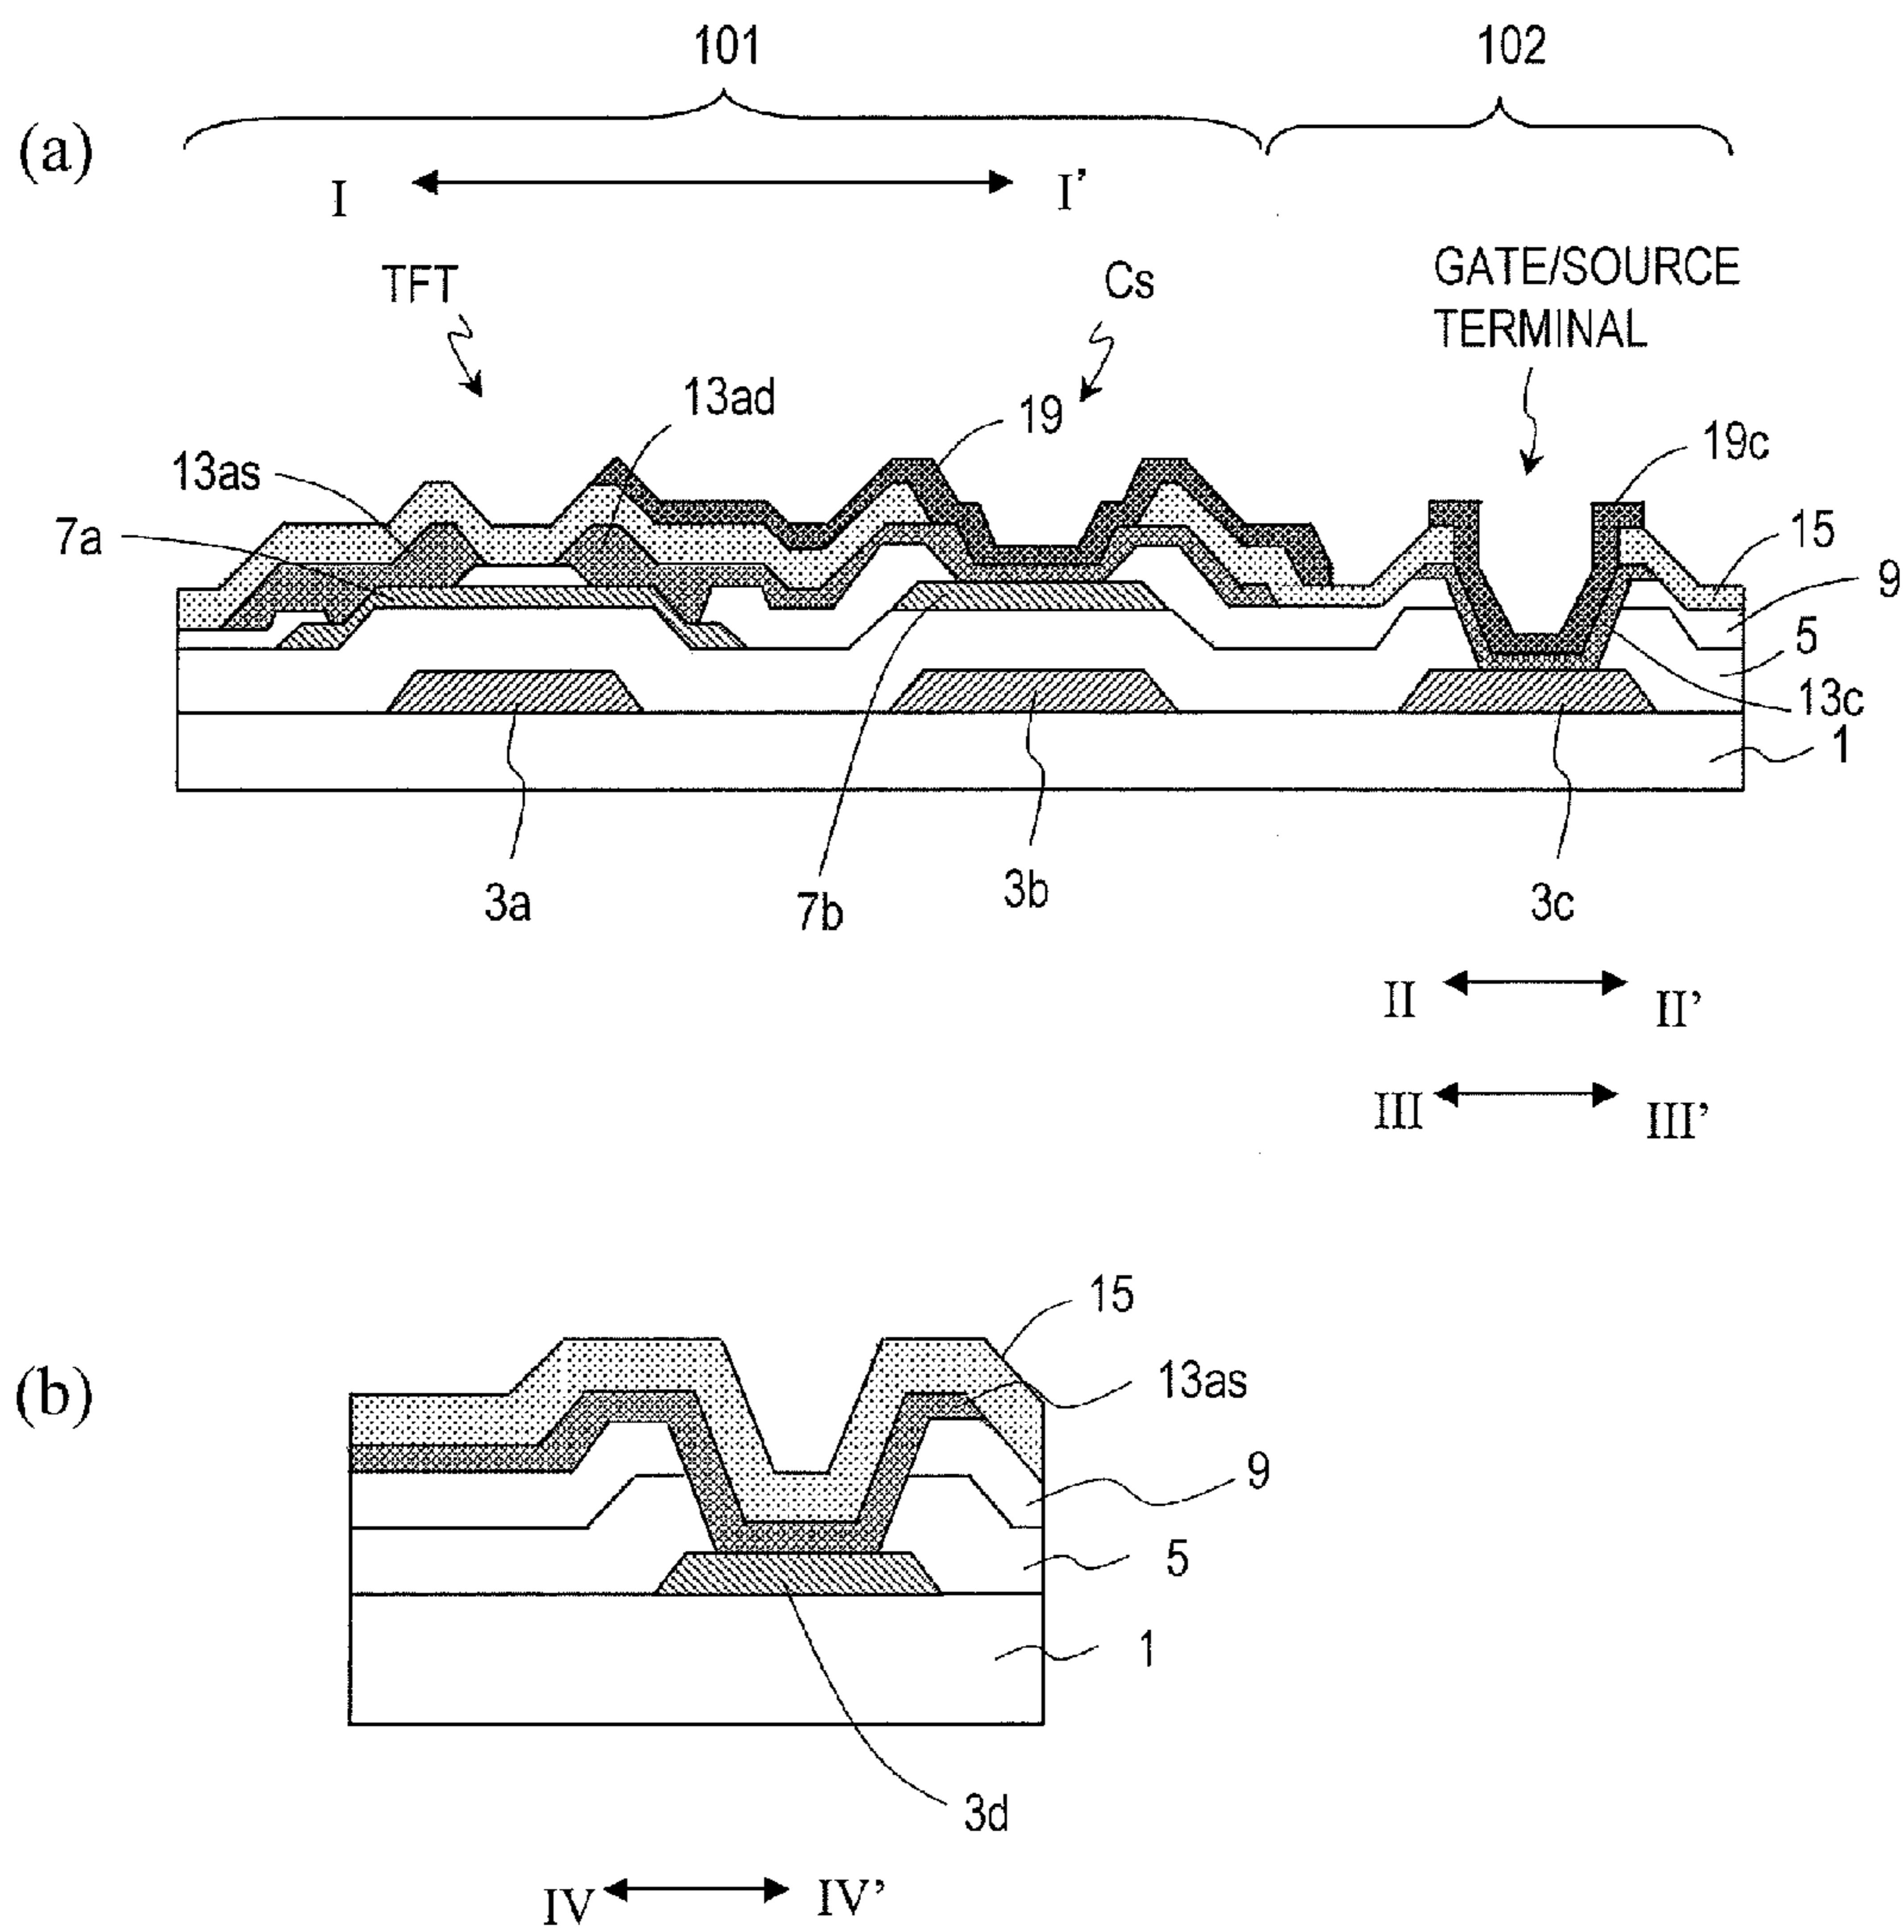 101
102
(a)
I
I'
TFT
Cs
GATE/SOURCE
TERMINAL
13ad
19
19c
13as
7a
15
9
5
13c
1
3a
7b
3b
3c
II
II'
III
III'
15
(b)
13as
9
5
1
3d
IV
IV'